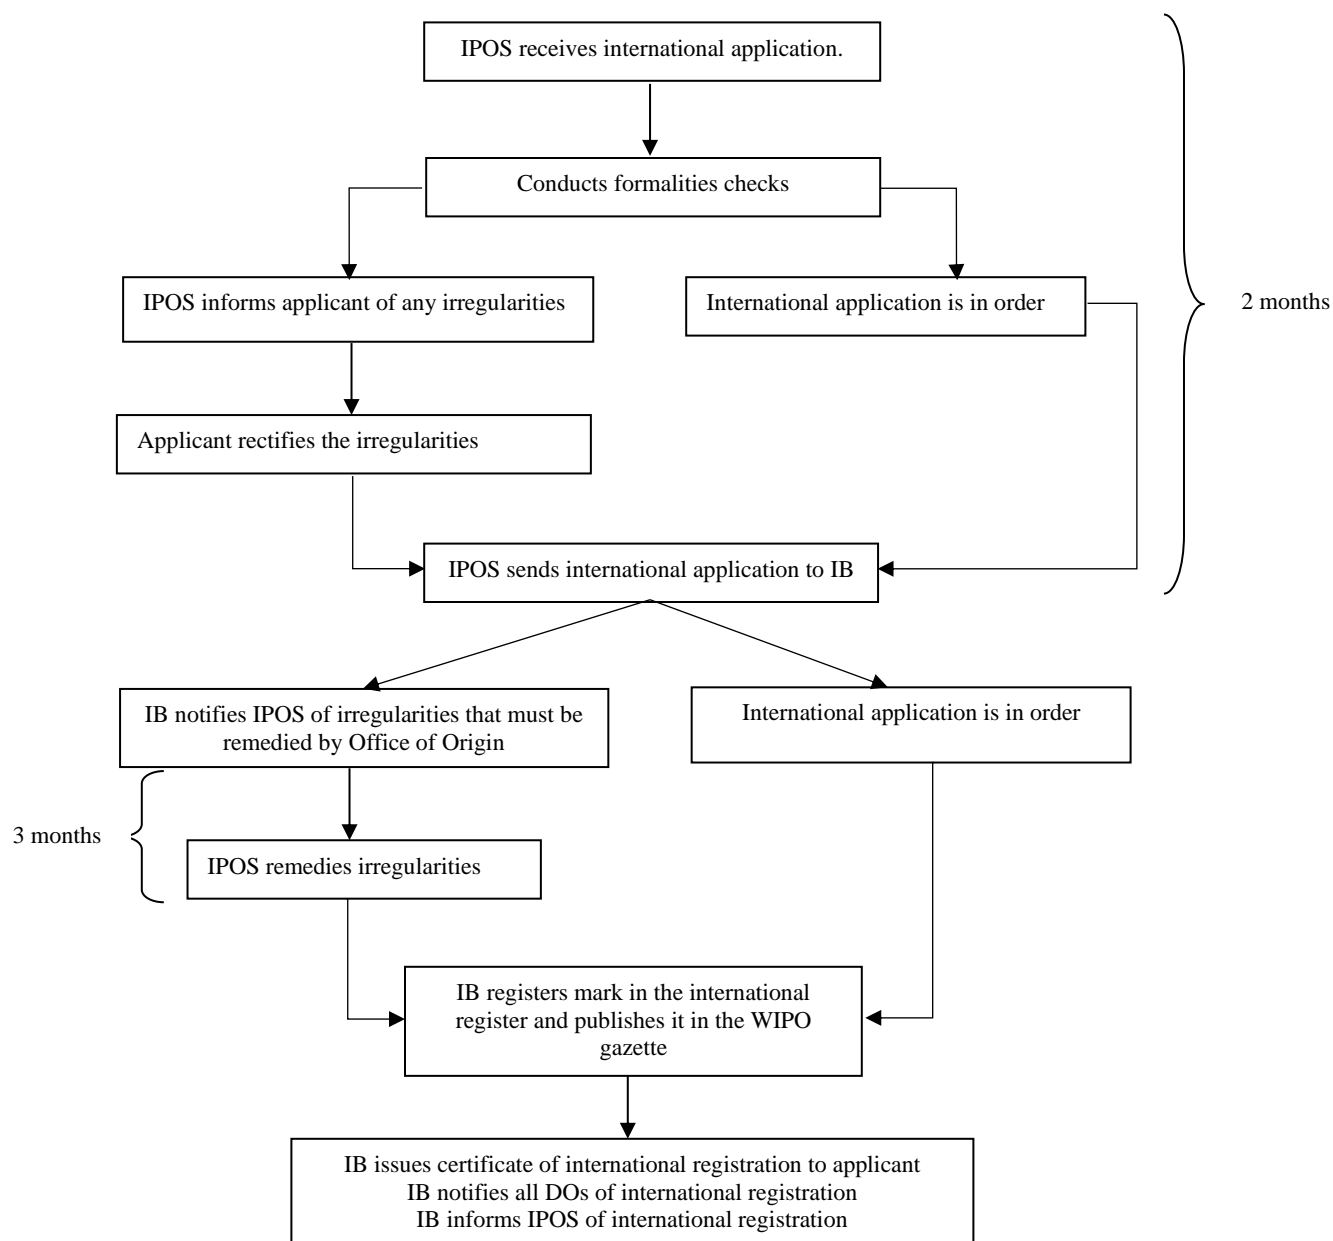 IPOS receives international application.
Conducts formalities checks
IPOS informs applicant of any irregularities
International application is in order
2 months
Applicant rectifies the irregularities
IPOS sends international application to IB
IB notifies IPOS of irregularities that must be
remedied by Office of Origin
International application is in order
3 months
IPOS remedies irregularities
IB registers mark in the international
register and publishes it in the WIPO
gazette
IB issues certificate of international registration to applicant
IB notifies all DOs of international registration
IB informs IPOS of international registration